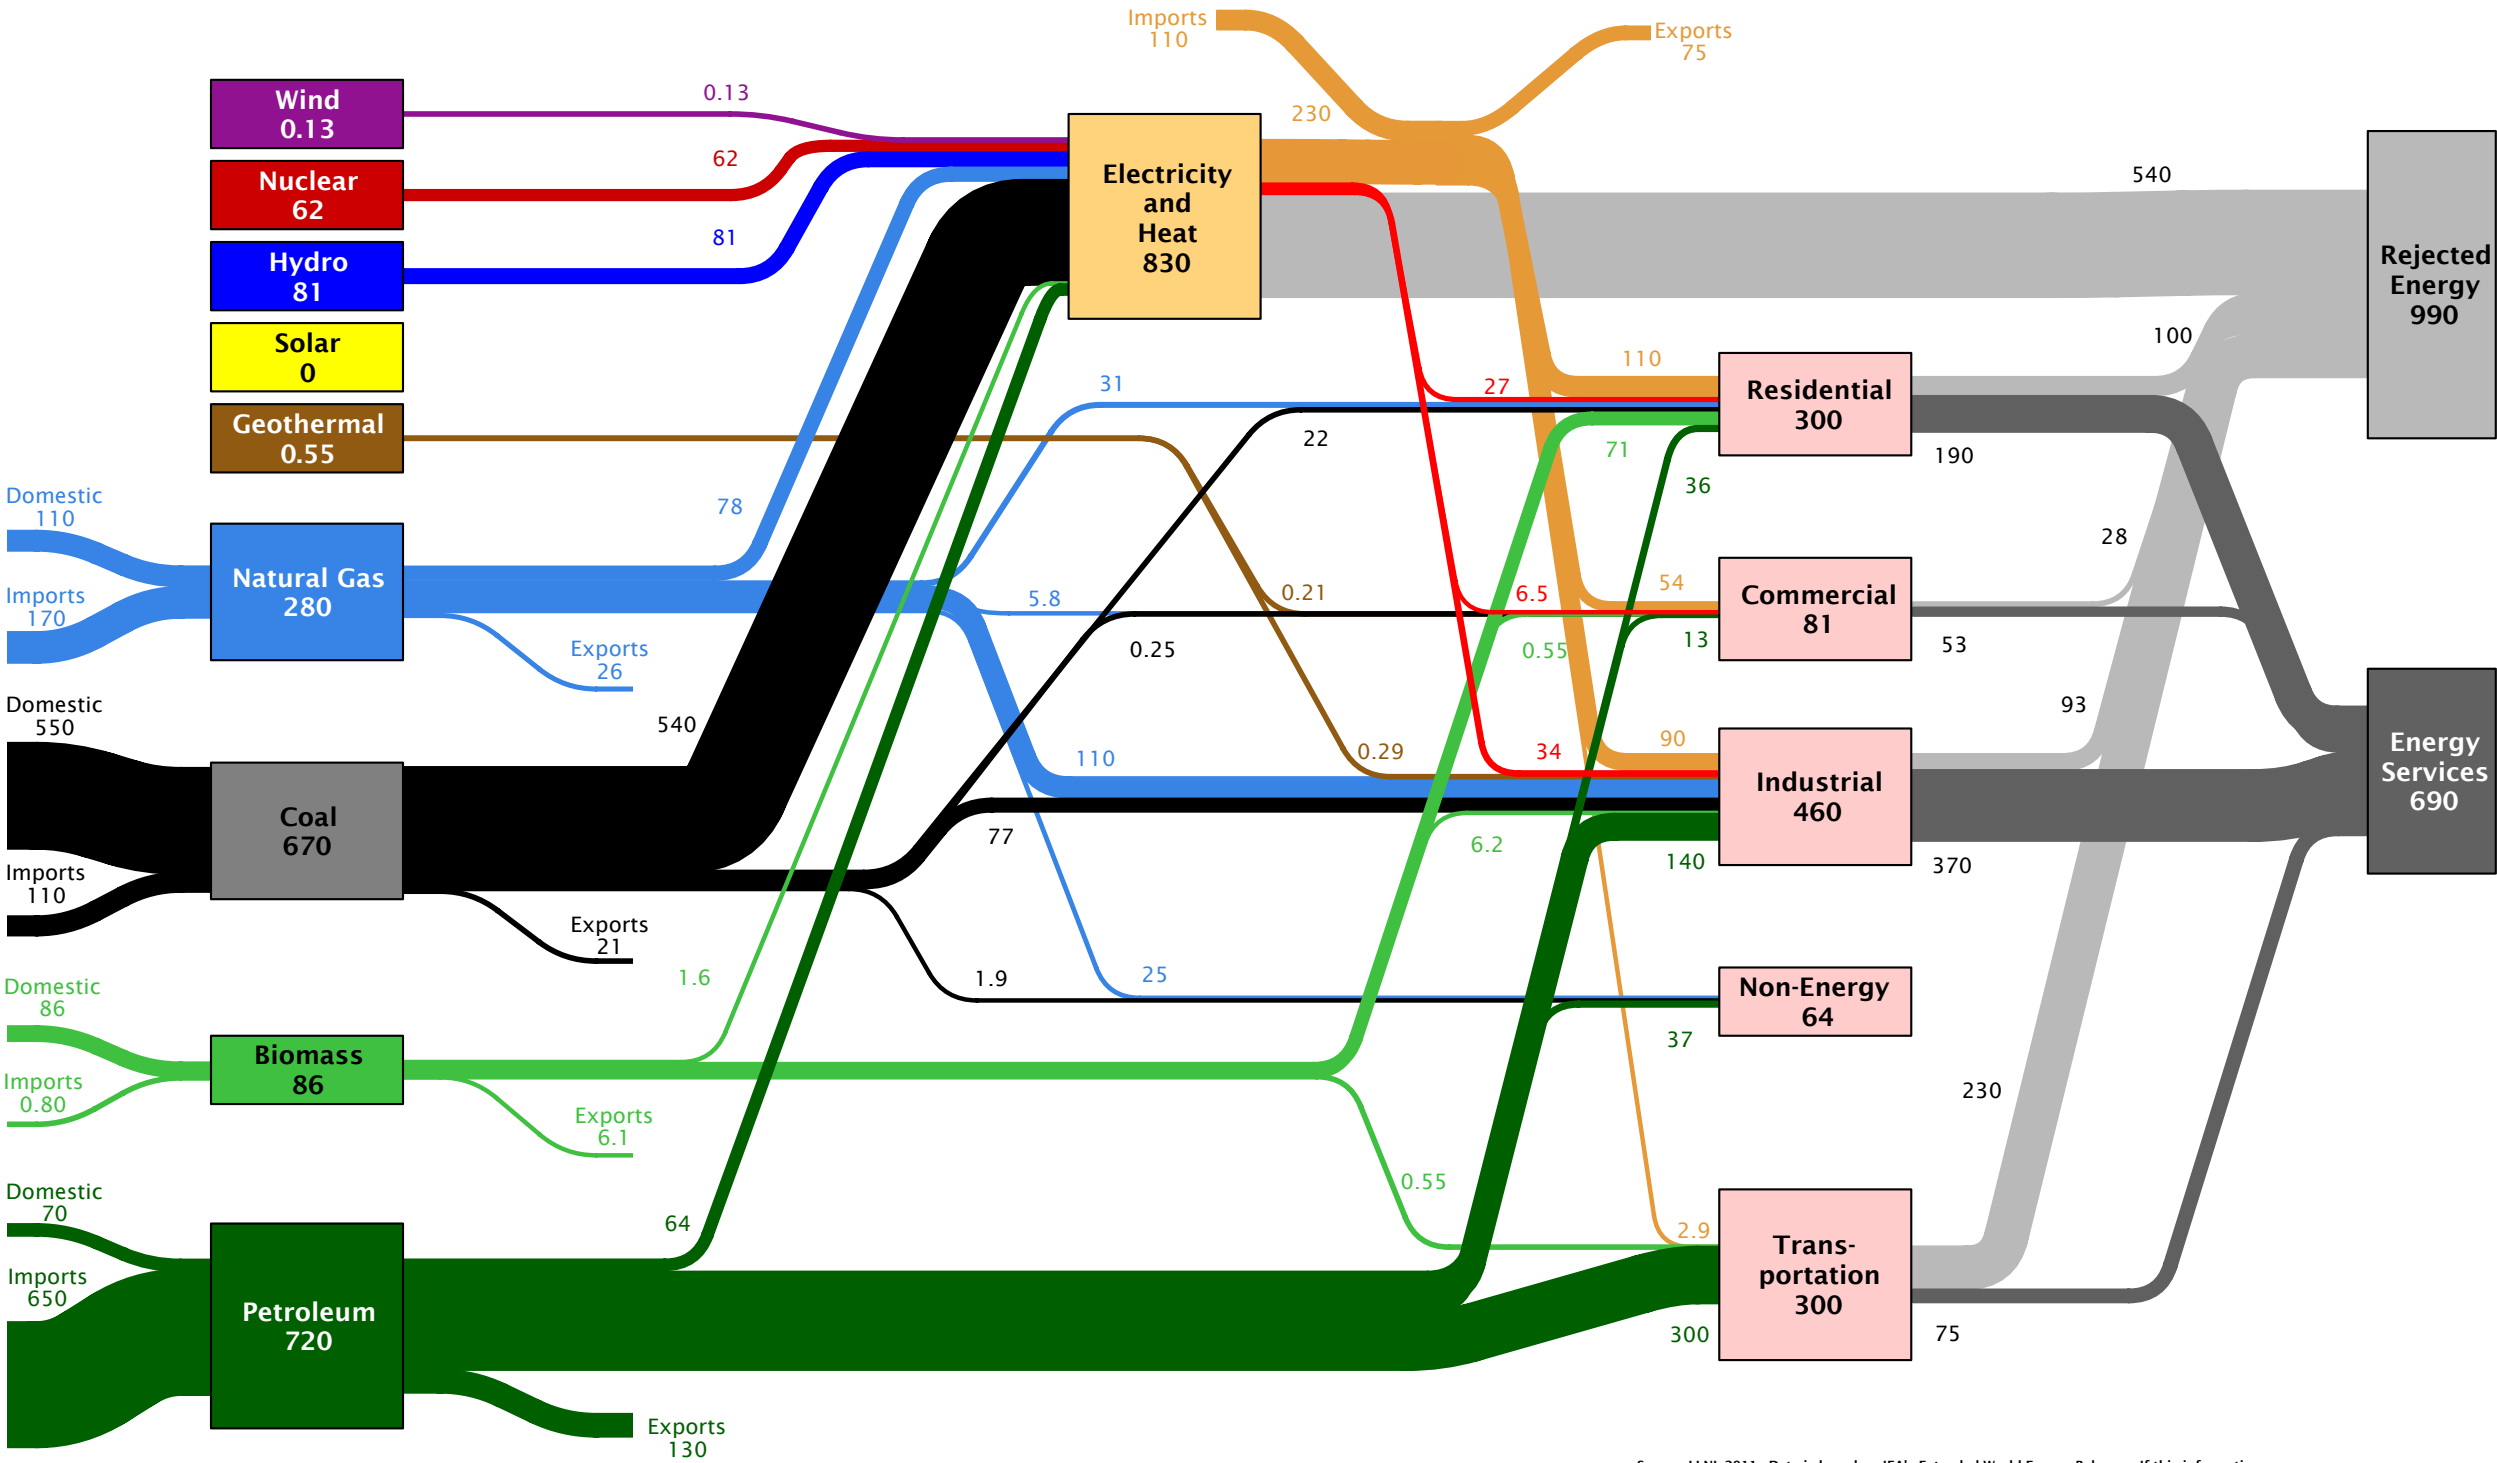 Imports
110
Exports
75
Wind
0.13
0.13
Nuclear
62
62
Hydro
81
81
Solar
0
Geothermal
0.55
Electricity
and
Heat
830
230
540
Rejected
Energy
990
100
Domestic
110
Imports
170
Natural Gas
280
78
31
5.8
110
25
Exports
26
22
0.25
0.21
0.29
27
6.5
34
110
54
90
2.9
71
0.55
6.2
0.55
36
13
140
37
300
Residential
300
190
Commercial
81
28
53
Industrial
460
93
370
Energy
Services
690
Domestic
550
Imports
110
Coal
670
540
77
1.9
Exports
21
Non-Energy
64
Domestic
86
Imports
0.80
Biomass
86
1.6
Exports
6.1
Domestic
70
Imports
650
Petroleum
720
64
Exports
130
Trans-
portation
300
230
75